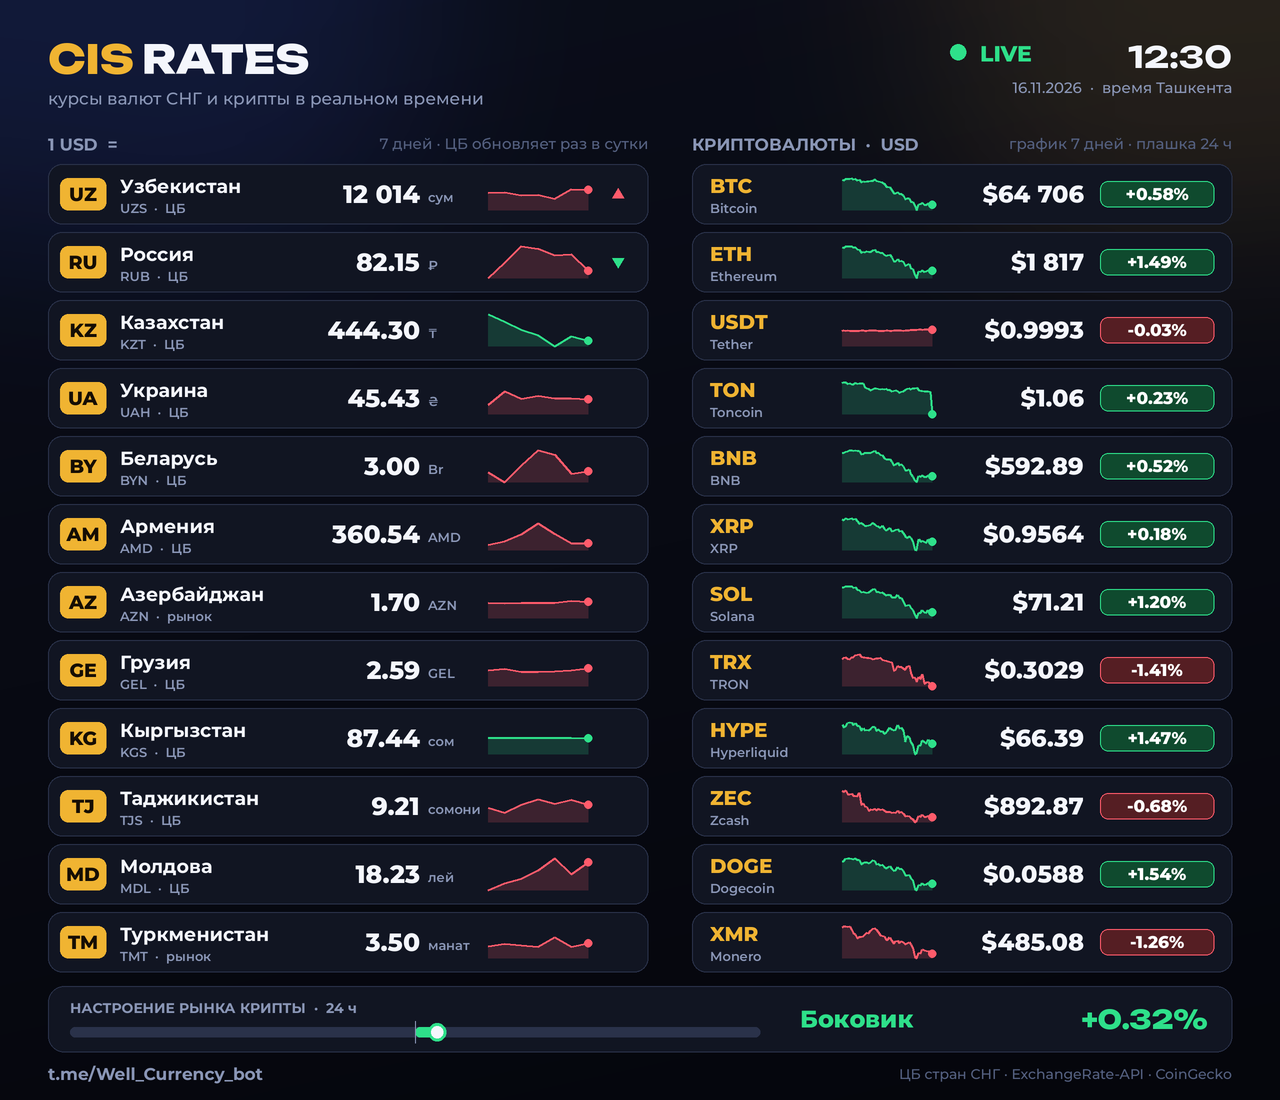 CIS RATES
LIVE
12:30
курсы валют СНГ и крипты в реальном времени
16.11.2026 · время Ташкента
1 USD =
7 дней · ЦБ обновляет раз в сутки
UZ Узбекистан 12 014 сум
UZS · ЦБ
RU Россия 82.15 ₽
RUB · ЦБ
KZ Казахстан 444.30 ₸
KZT · ЦБ
UA Украина 45.43 ₴
UAH · ЦБ
BY Беларусь 3.00 Br
BYN · ЦБ
AM Армения 360.54 AMD
AMD · ЦБ
AZ Азербайджан 1.70 AZN
AZN · рынок
GE Грузия 2.59 GEL
GEL · ЦБ
KG Кыргызстан 87.44 сом
KGS · ЦБ
TJ Таджикистан 9.21 сомони
TJS · ЦБ
MD Молдова 18.23 лей
MDL · ЦБ
TM Туркменистан 3.50 манат
TMT · рынок
КРИПТОВАЛЮТЫ · USD
график 7 дней · плашка 24 ч
BTC $64 706 +0.58%
Bitcoin
ETH $1 817 +1.49%
Ethereum
USDT $0.9993 -0.03%
Tether
TON $1.06 +0.23%
Toncoin
BNB $592.89 +0.52%
BNB
XRP $0.9564 +0.18%
XRP
SOL $71.21 +1.20%
Solana
TRX $0.3029 -1.41%
TRON
HYPE $66.39 +1.47%
Hyperliquid
ZEC $892.87 -0.68%
Zcash
DOGE $0.0588 +1.54%
Dogecoin
XMR $485.08 -1.26%
Monero
НАСТРОЕНИЕ РЫНКА КРИПТЫ · 24 ч
Боковик
+0.32%
t.me/Well_Currency_bot
ЦБ стран СНГ · ExchangeRate-API · CoinGecko